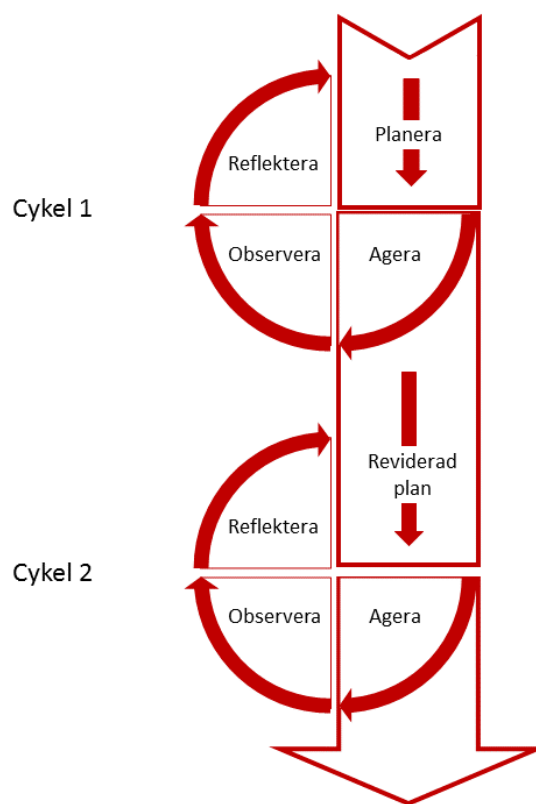 Planera
Reflektera
Cykel 1
Observera
Agera
Reviderad
plan
Reflektera
Cykel 2
Observera
Agera